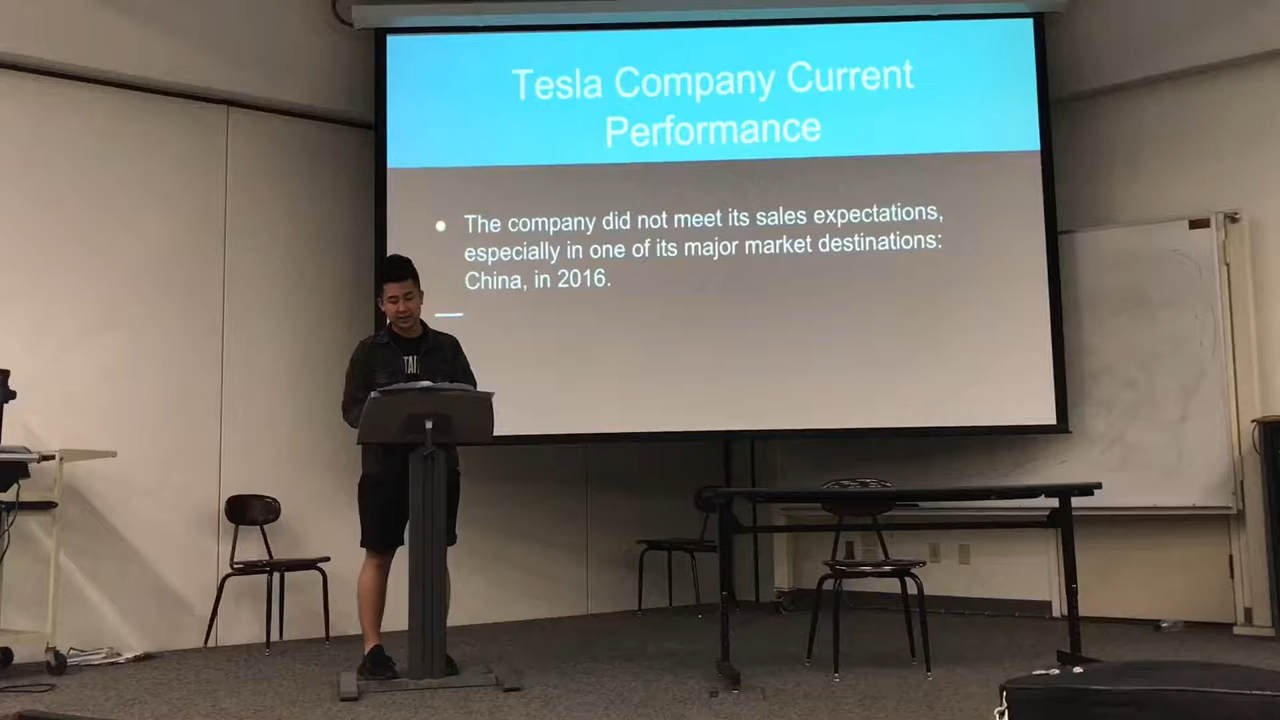 Tesla Company Current
Performance
● The company did not meet its sales expectations,
especially in one of its major market destinations:
China, in 2016.